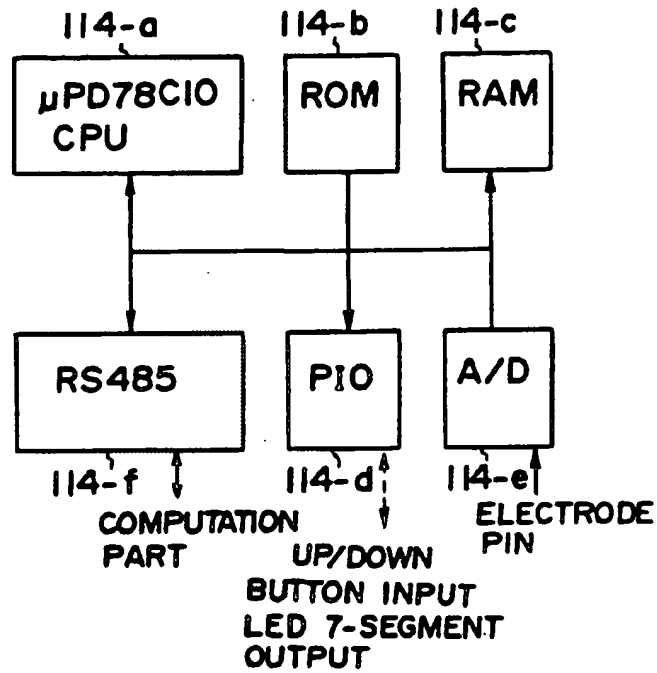 114-a
114-b
114-c
μPD78C10
CPU
ROM
RAM
RS485
PIO
A/D
114-f
114-d
114-e
COMPUTATION
PART
UP/DOWN
BUTTON INPUT
LED 7-SEGMENT
OUTPUT
ELECTRODE
PIN